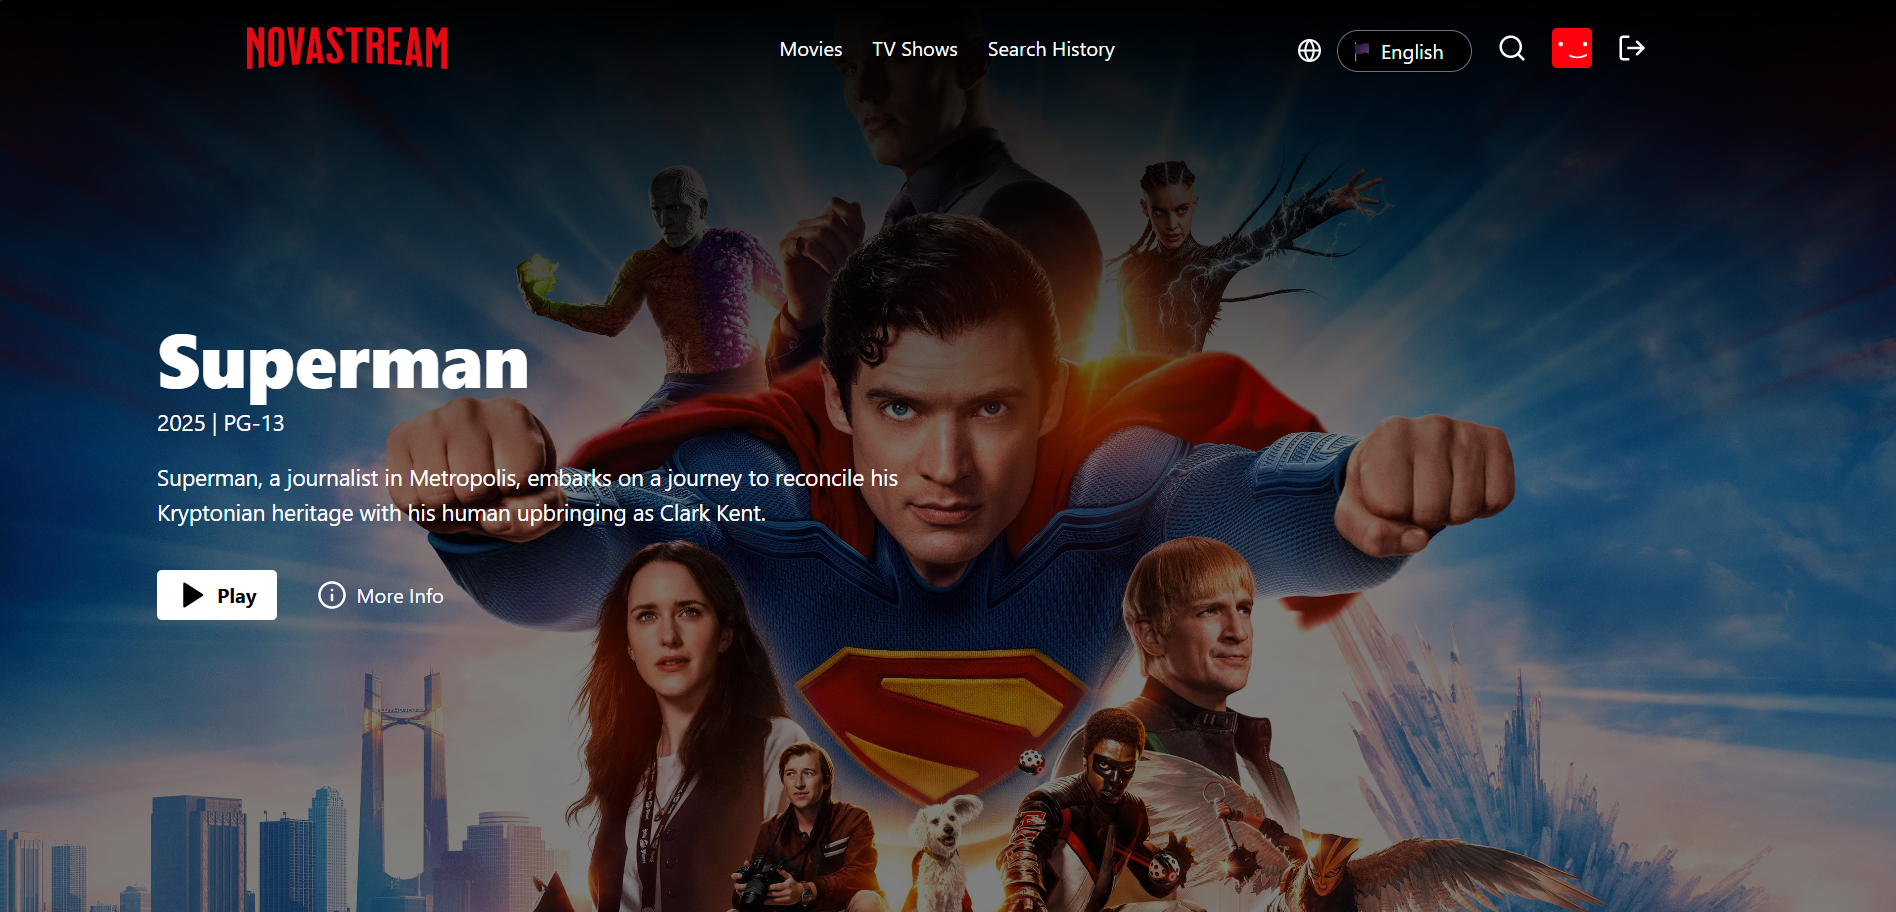 NOVASTREAM
Movies TV Shows Search History
English
Superman
2025 | PG-13
Superman, a journalist in Metropolis, embarks on a journey to reconcile his
Kryptonian heritage with his human upbringing as Clark Kent.
Play More Info